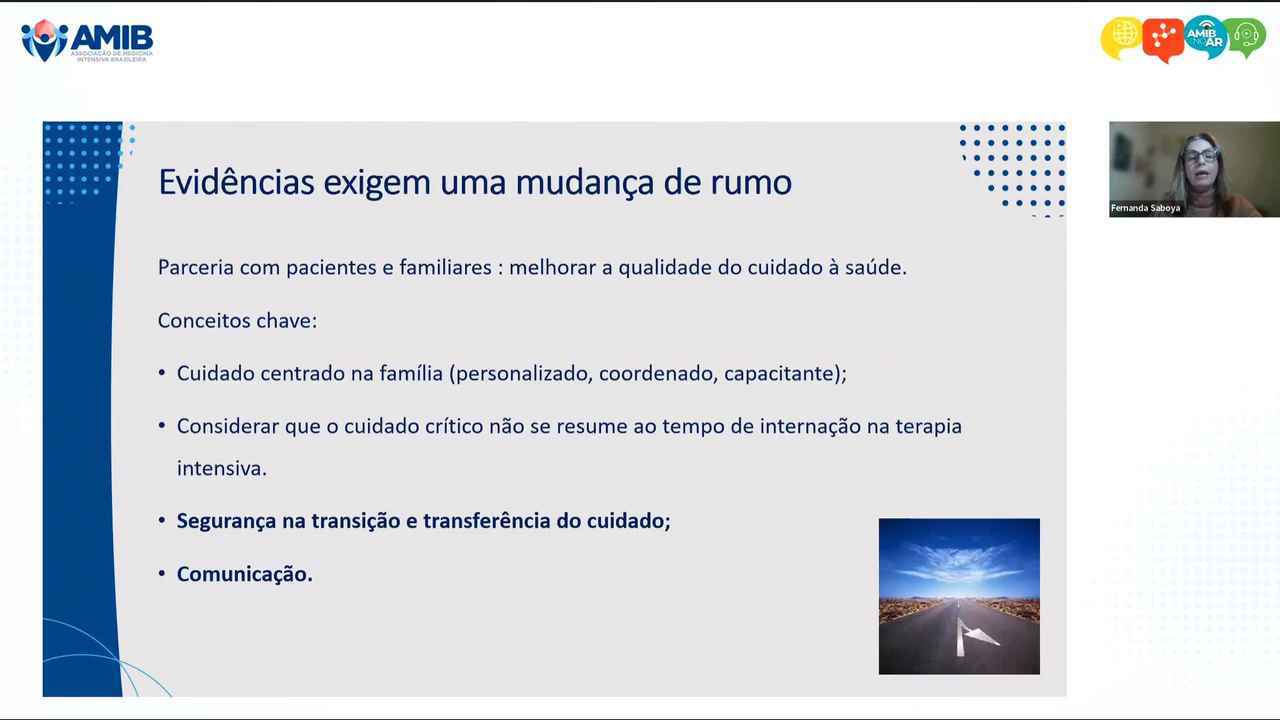 AMIB
ASSOCIAÇÃO DE MEDICINA
INTENSIVA BRASILEIRA
AMIB
NO
AR
Evidências exigem uma mudança de rumo
Parceria com pacientes e familiares : melhorar a qualidade do cuidado à saúde.
Conceitos chave:
• Cuidado centrado na família (personalizado, coordenado, capacitante);
• Considerar que o cuidado crítico não se resume ao tempo de internação na terapia
intensiva.
• Segurança na transição e transferência do cuidado;
• Comunicação.
Fernanda Saboya